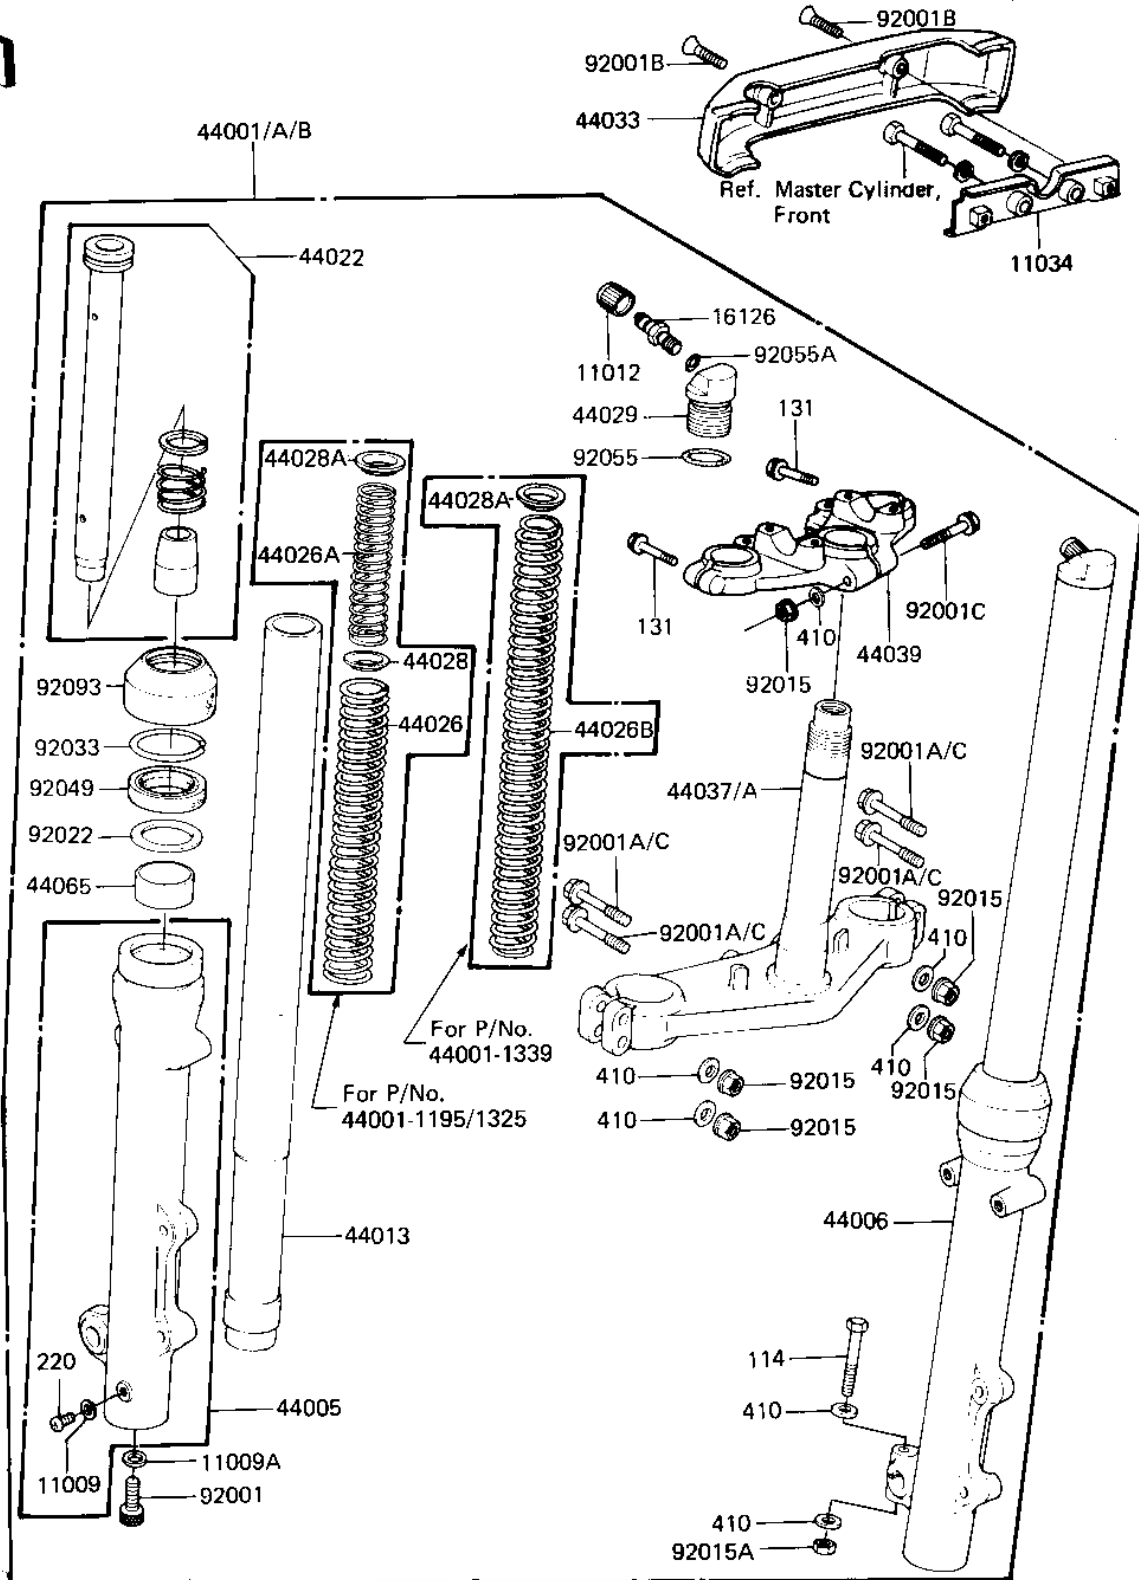 92001B
92001B
44033
44001/A/B
Ref. Master Cylinder,
Front
11034
44022
16126
92055A
11012
44029
131
92055
44028A
44028A
44026A
131
92001C
410
44039
92015
44028
92093
44026
44026B
92033
92001A/C
92049
44037/A
92022
92001A/C
92001A/C
44065
92015
92001A/C
410
For P/No.
44001-1339
410
92015
410
92015
For P/No.
44001-1195/1325
410
92015
44006
44013
220
114
44005
410
11009A
11009
92001
410
92015A